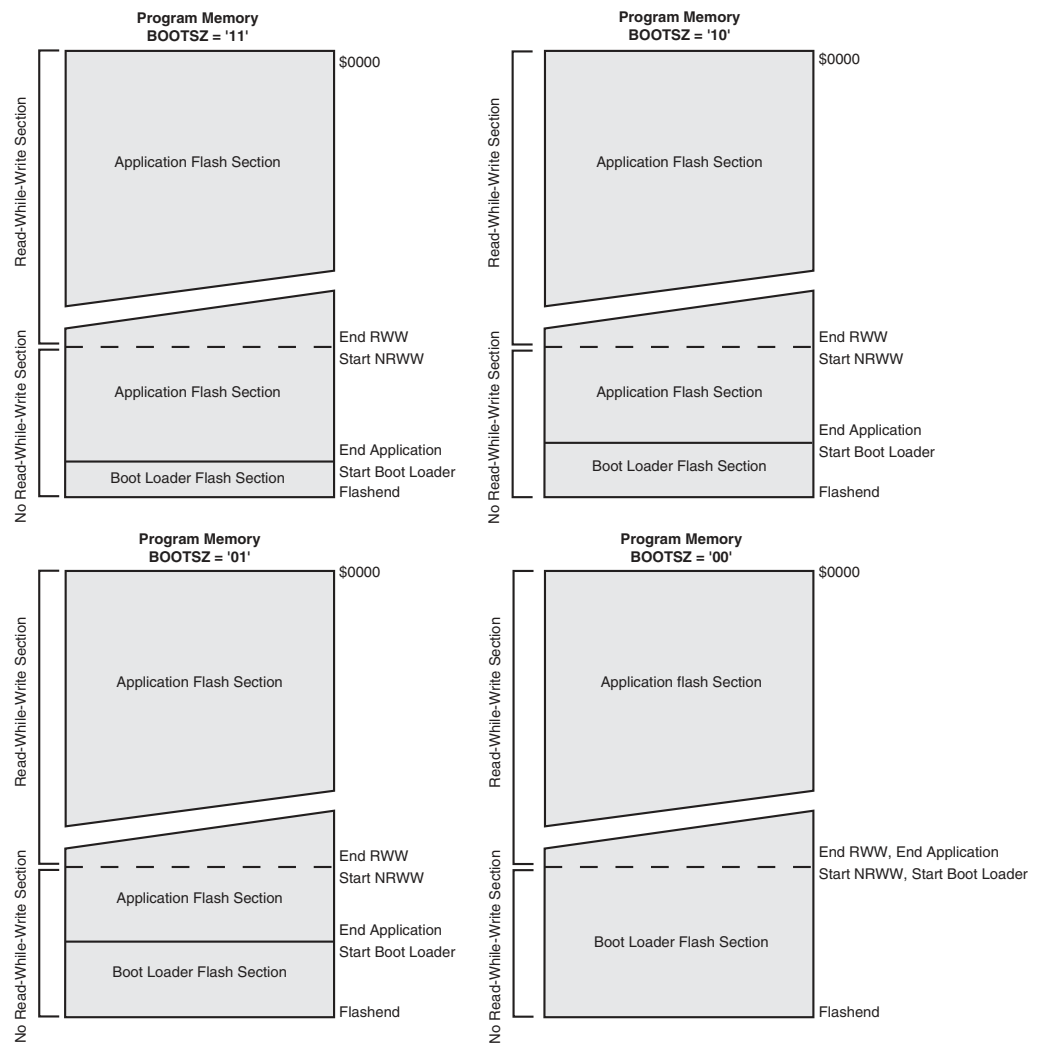 Program Memory
BOOTSZ = '11'
$0000
Read-While-Write Section
Application Flash Section
End RWW
Start NRWW
No Read-While-Write Section
Application Flash Section
End Application
Start Boot Loader
Boot Loader Flash Section
Flashend
Program Memory
BOOTSZ = '10'
$0000
Read-While-Write Section
Application Flash Section
End RWW
Start NRWW
No Read-While-Write Section
Application Flash Section
End Application
Start Boot Loader
Boot Loader Flash Section
Flashend
Program Memory
BOOTSZ = '01'
$0000
Read-While-Write Section
Application Flash Section
End RWW
Start NRWW
No Read-While-Write Section
Application Flash Section
End Application
Start Boot Loader
Boot Loader Flash Section
Flashend
Program Memory
BOOTSZ = '00'
$0000
Read-While-Write Section
Application flash Section
End RWW, End Application
Start NRWW, Start Boot Loader
No Read-While-Write Section
Boot Loader Flash Section
Flashend